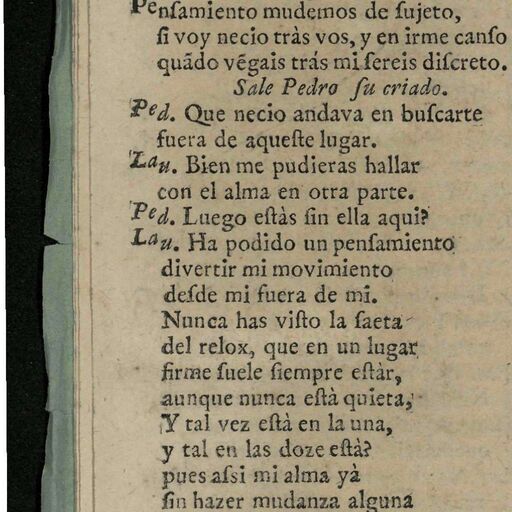 Penſamiento mudemos de ſujeto,
ſi voy necio tràs vos, y en irme canſo
quãdo vẽgais trás mi ſereis diſcreto.
Sale Pedro ſu criado.
Ped. Que necio andava en buſcarte
fuera de aqueſte lugar.
Lau. Bien me pudieras hallar
con el alma en otra parte.
Ped. Luego eſtàs ſin ella aqui?
Lau. Ha podido un penſamiento
divertir mi movimiento
deſde mi fuera de mi.
Nunca has viſto la ſaeta
del relox, que en un lugar
firme ſuele ſiempre eſtàr,
aunque nunca eſtà quieta,
Y tal vez eſtà en la una,
y tal en las doze eſtà?
pues aſsi mi alma yà
ſin hazer mudanza alguna